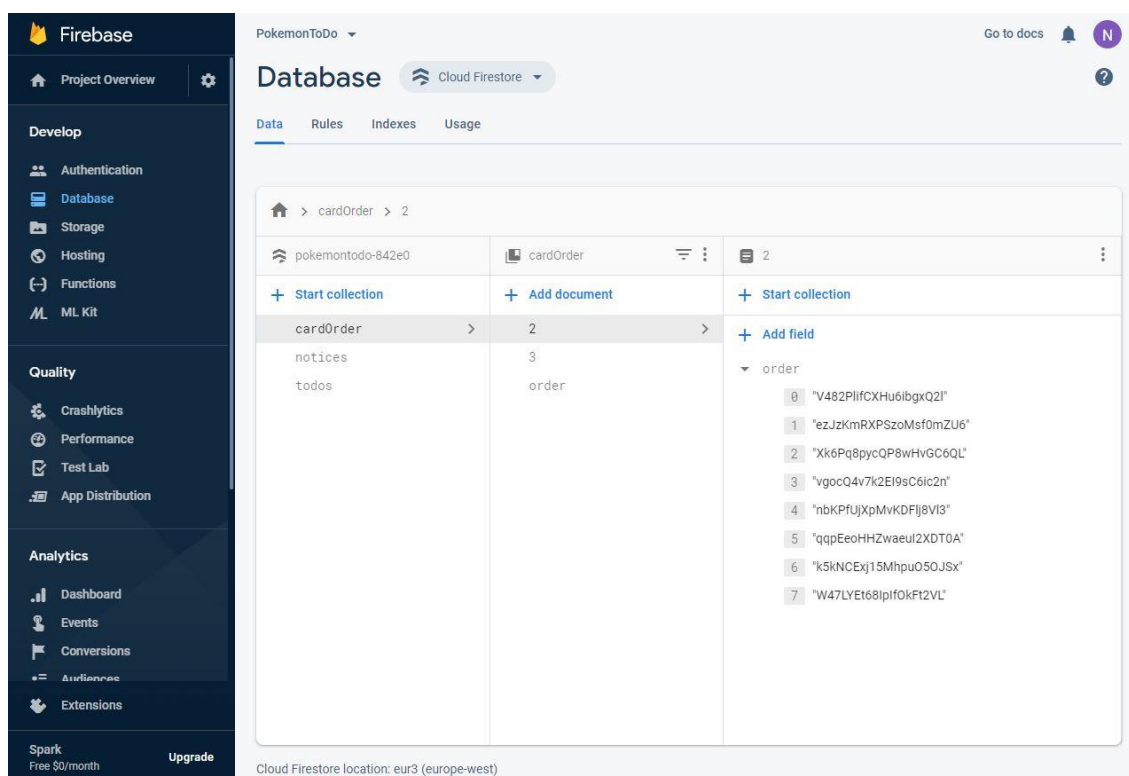 Firebase
Project Overview
Develop
Authentication
Database
Storage
Hosting
Functions
ML Kit
Quality
Crashlytics
Performance
Test Lab
App Distribution
Analytics
Dashboard
Events
Conversions
Audiences
Extensions
Spark
Free $0/month
Upgrade
PokemonToDo
Go to docs
N
Database
Cloud Firestore
Data Rules Indexes Usage
> cardOrder > 2
pokemontodo-842e0
+ Start collection
cardOrder
notices
todos
cardOrder
+ Add document
2
3
order
2
+ Start collection
+ Add field
order
0 "V482PlifCXHu6ibgxQ2l"
1 "ezJzKmRXPSzoMsf0mZU6"
2 "Xk6Pq8pycQP8wHvGC6QL"
3 "vgocQ4v7k2EI9sC6ic2n"
4 "nbKPfUjXpMvKDFlj8Vl3"
5 "qqpEeoHHZwaeuI2XDT0A"
6 "k5kNCExj15MhpuO5OJSx"
7 "W47LYEt68IpIfOkFt2VL"
Cloud Firestore location: eur3 (europe-west)